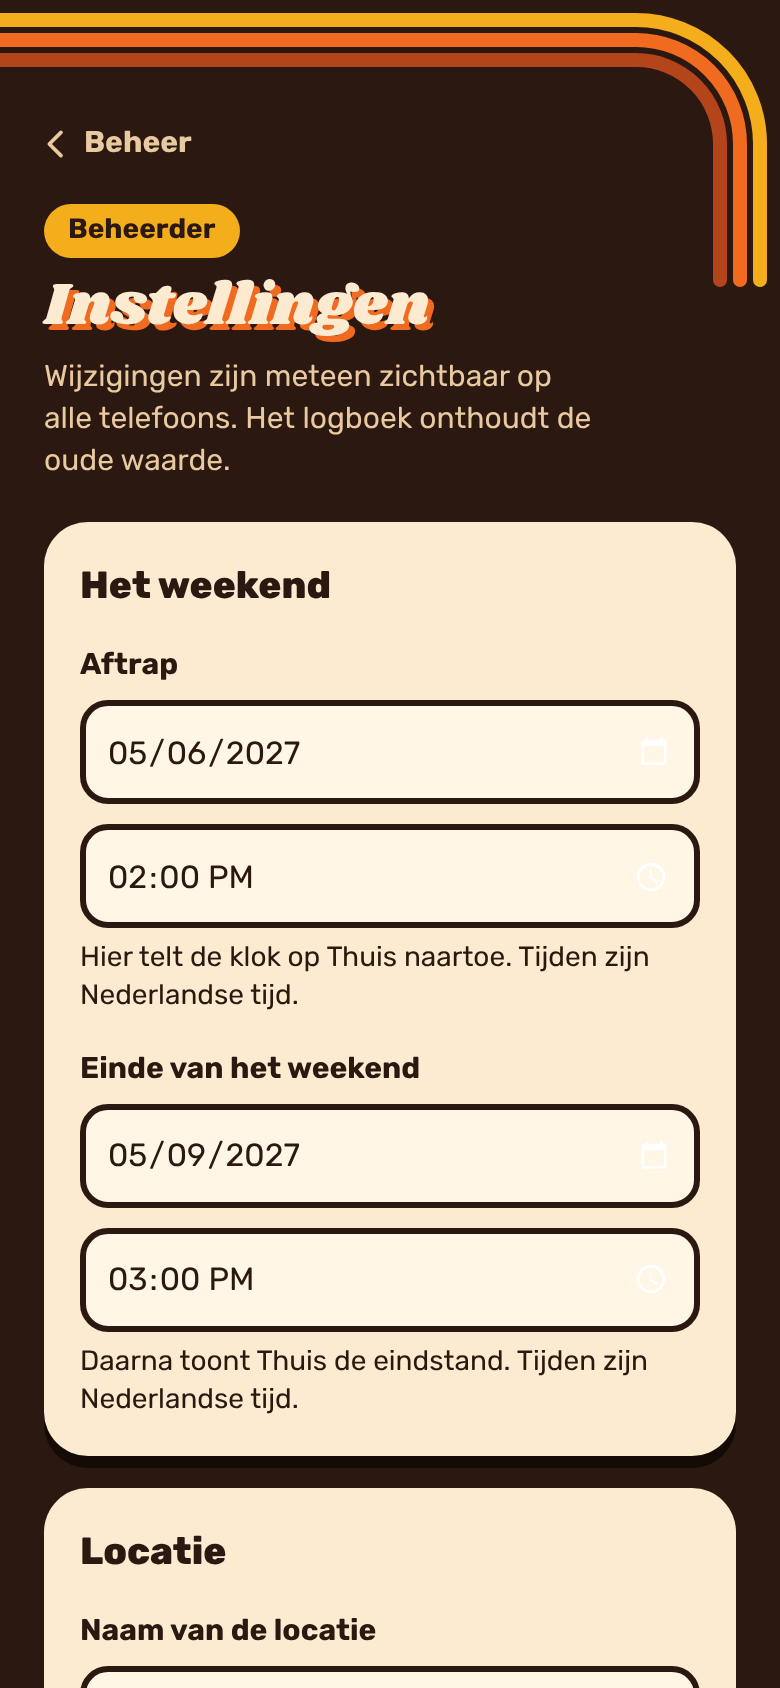 Beheer
Beheerder
Instellingen
Wijzigingen zijn meteen zichtbaar op
alle telefoons. Het logboek onthoudt de
oude waarde.
Het weekend
Aftrap
05/06/2027
02:00 PM
Hier telt de klok op Thuis naartoe. Tijden zijn
Nederlandse tijd.
Einde van het weekend
05/09/2027
03:00 PM
Daarna toont Thuis de eindstand. Tijden zijn
Nederlandse tijd.
Locatie
Naam van de locatie